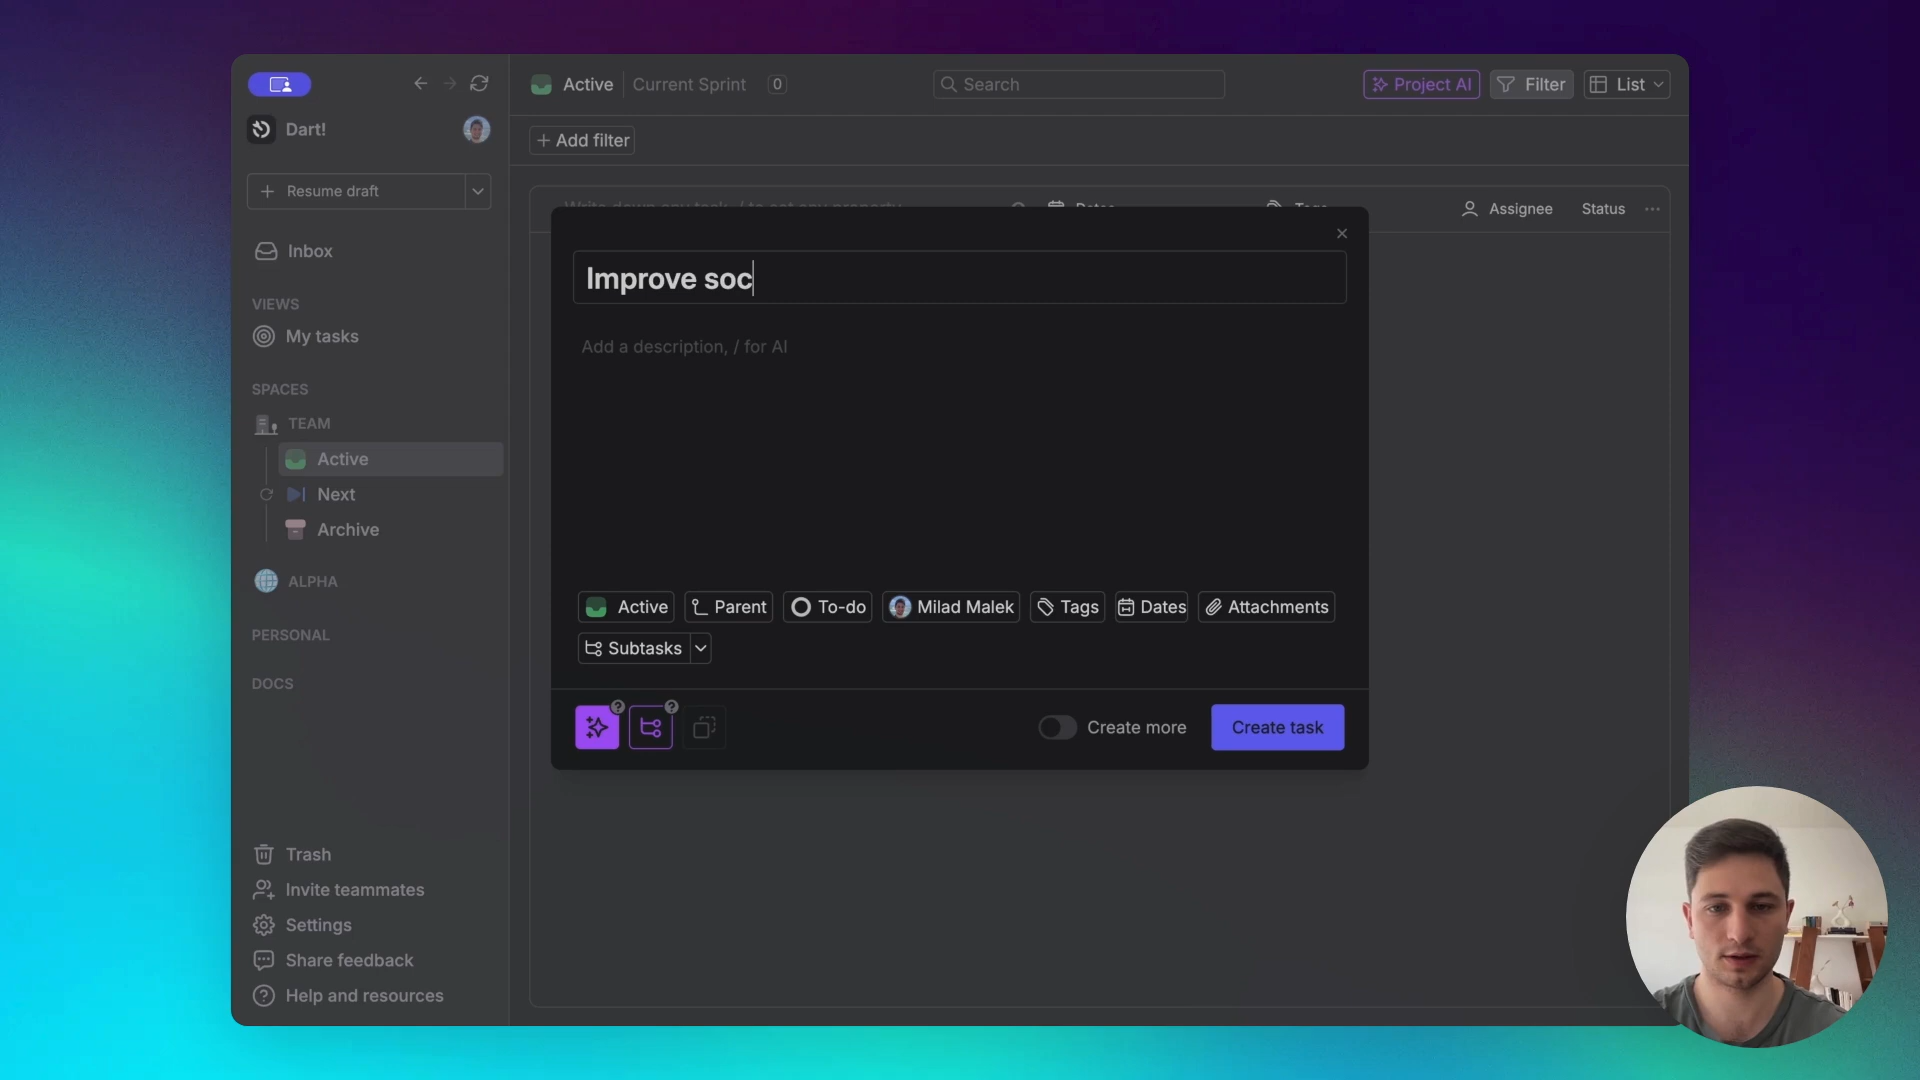 Dart!
Resume draft
Inbox
VIEWS
My tasks
SPACES
TEAM
Active
Next
Archive
ALPHA
PERSONAL
DOCS
Trash
Invite teammates
Settings
Share feedback
Help and resources
Active
Current Sprint
0
Search
Project AI
Filter
List
Add filter
Assignee
Status
Improve soc
Add a description, / for AI
Active
Parent
To-do
Milad Malek
Tags
Dates
Attachments
Subtasks
?
?
Create more
Create task